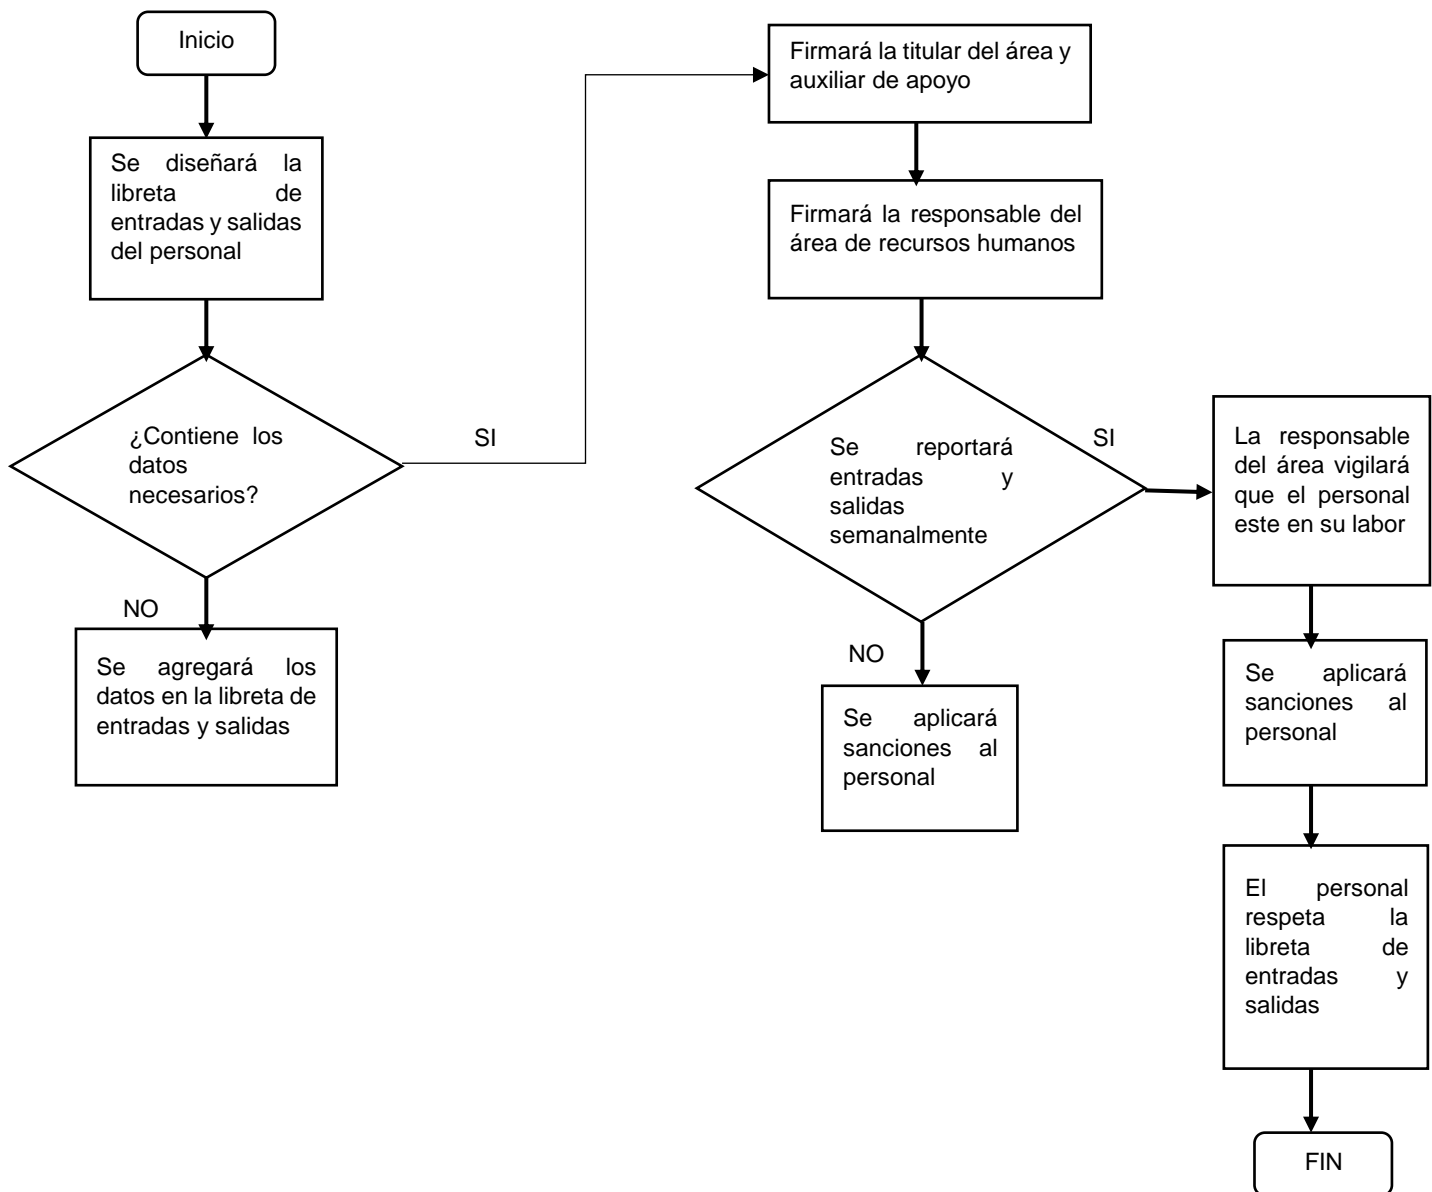 Inicio
Se diseñará la
libreta de
entradas y salidas
del personal
¿Contiene los
datos
necesarios?
SI
NO
Se agregará los
datos en la libreta de
entradas y salidas
Firmará la titular del área y
auxiliar de apoyo
Firmará la responsable del
área de recursos humanos
Se reportará
entradas y
salidas
semanalmente
SI
NO
Se aplicará
sanciones al
personal
La responsable
del área vigilará
que el personal
este en su labor
Se aplicará
sanciones al
personal
El personal
respeta la
libreta de
entradas y
salidas
FIN